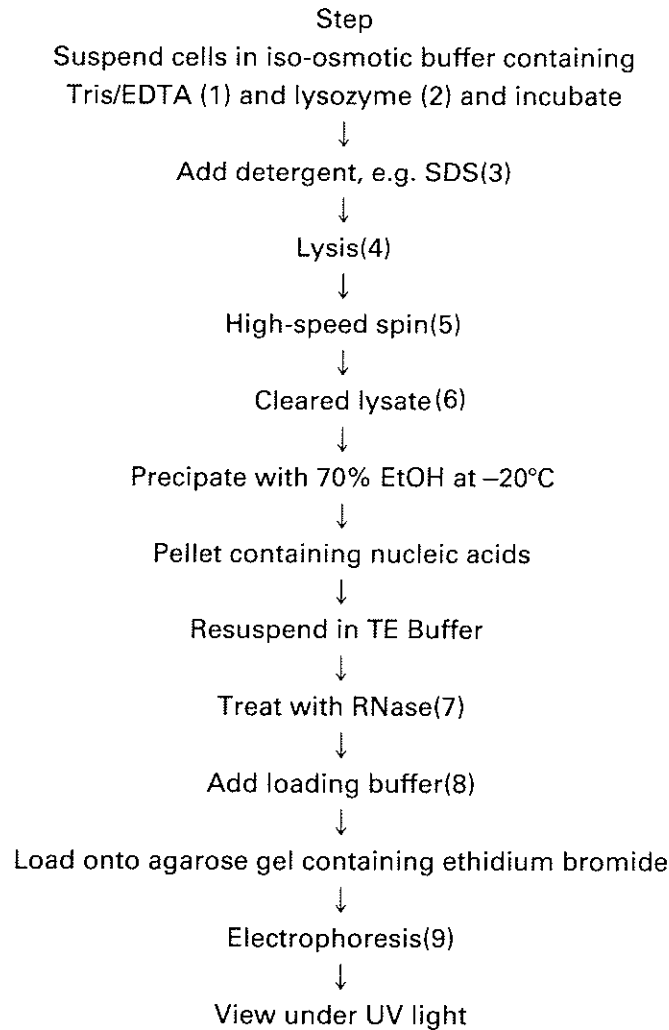 Step
Suspend cells in iso-osmotic buffer containing
Tris/EDTA (1) and lysozyme (2) and incubate
↓
Add detergent, e.g. SDS(3)
↓
Lysis(4)
↓
High-speed spin(5)
↓
Cleared lysate(6)
↓
Precipate with 70% EtOH at –20°C
↓
Pellet containing nucleic acids
↓
Resuspend in TE Buffer
↓
Treat with RNase(7)
↓
Add loading buffer(8)
↓
Load onto agarose gel containing ethidium bromide
↓
Electrophoresis(9)
↓
View under UV light